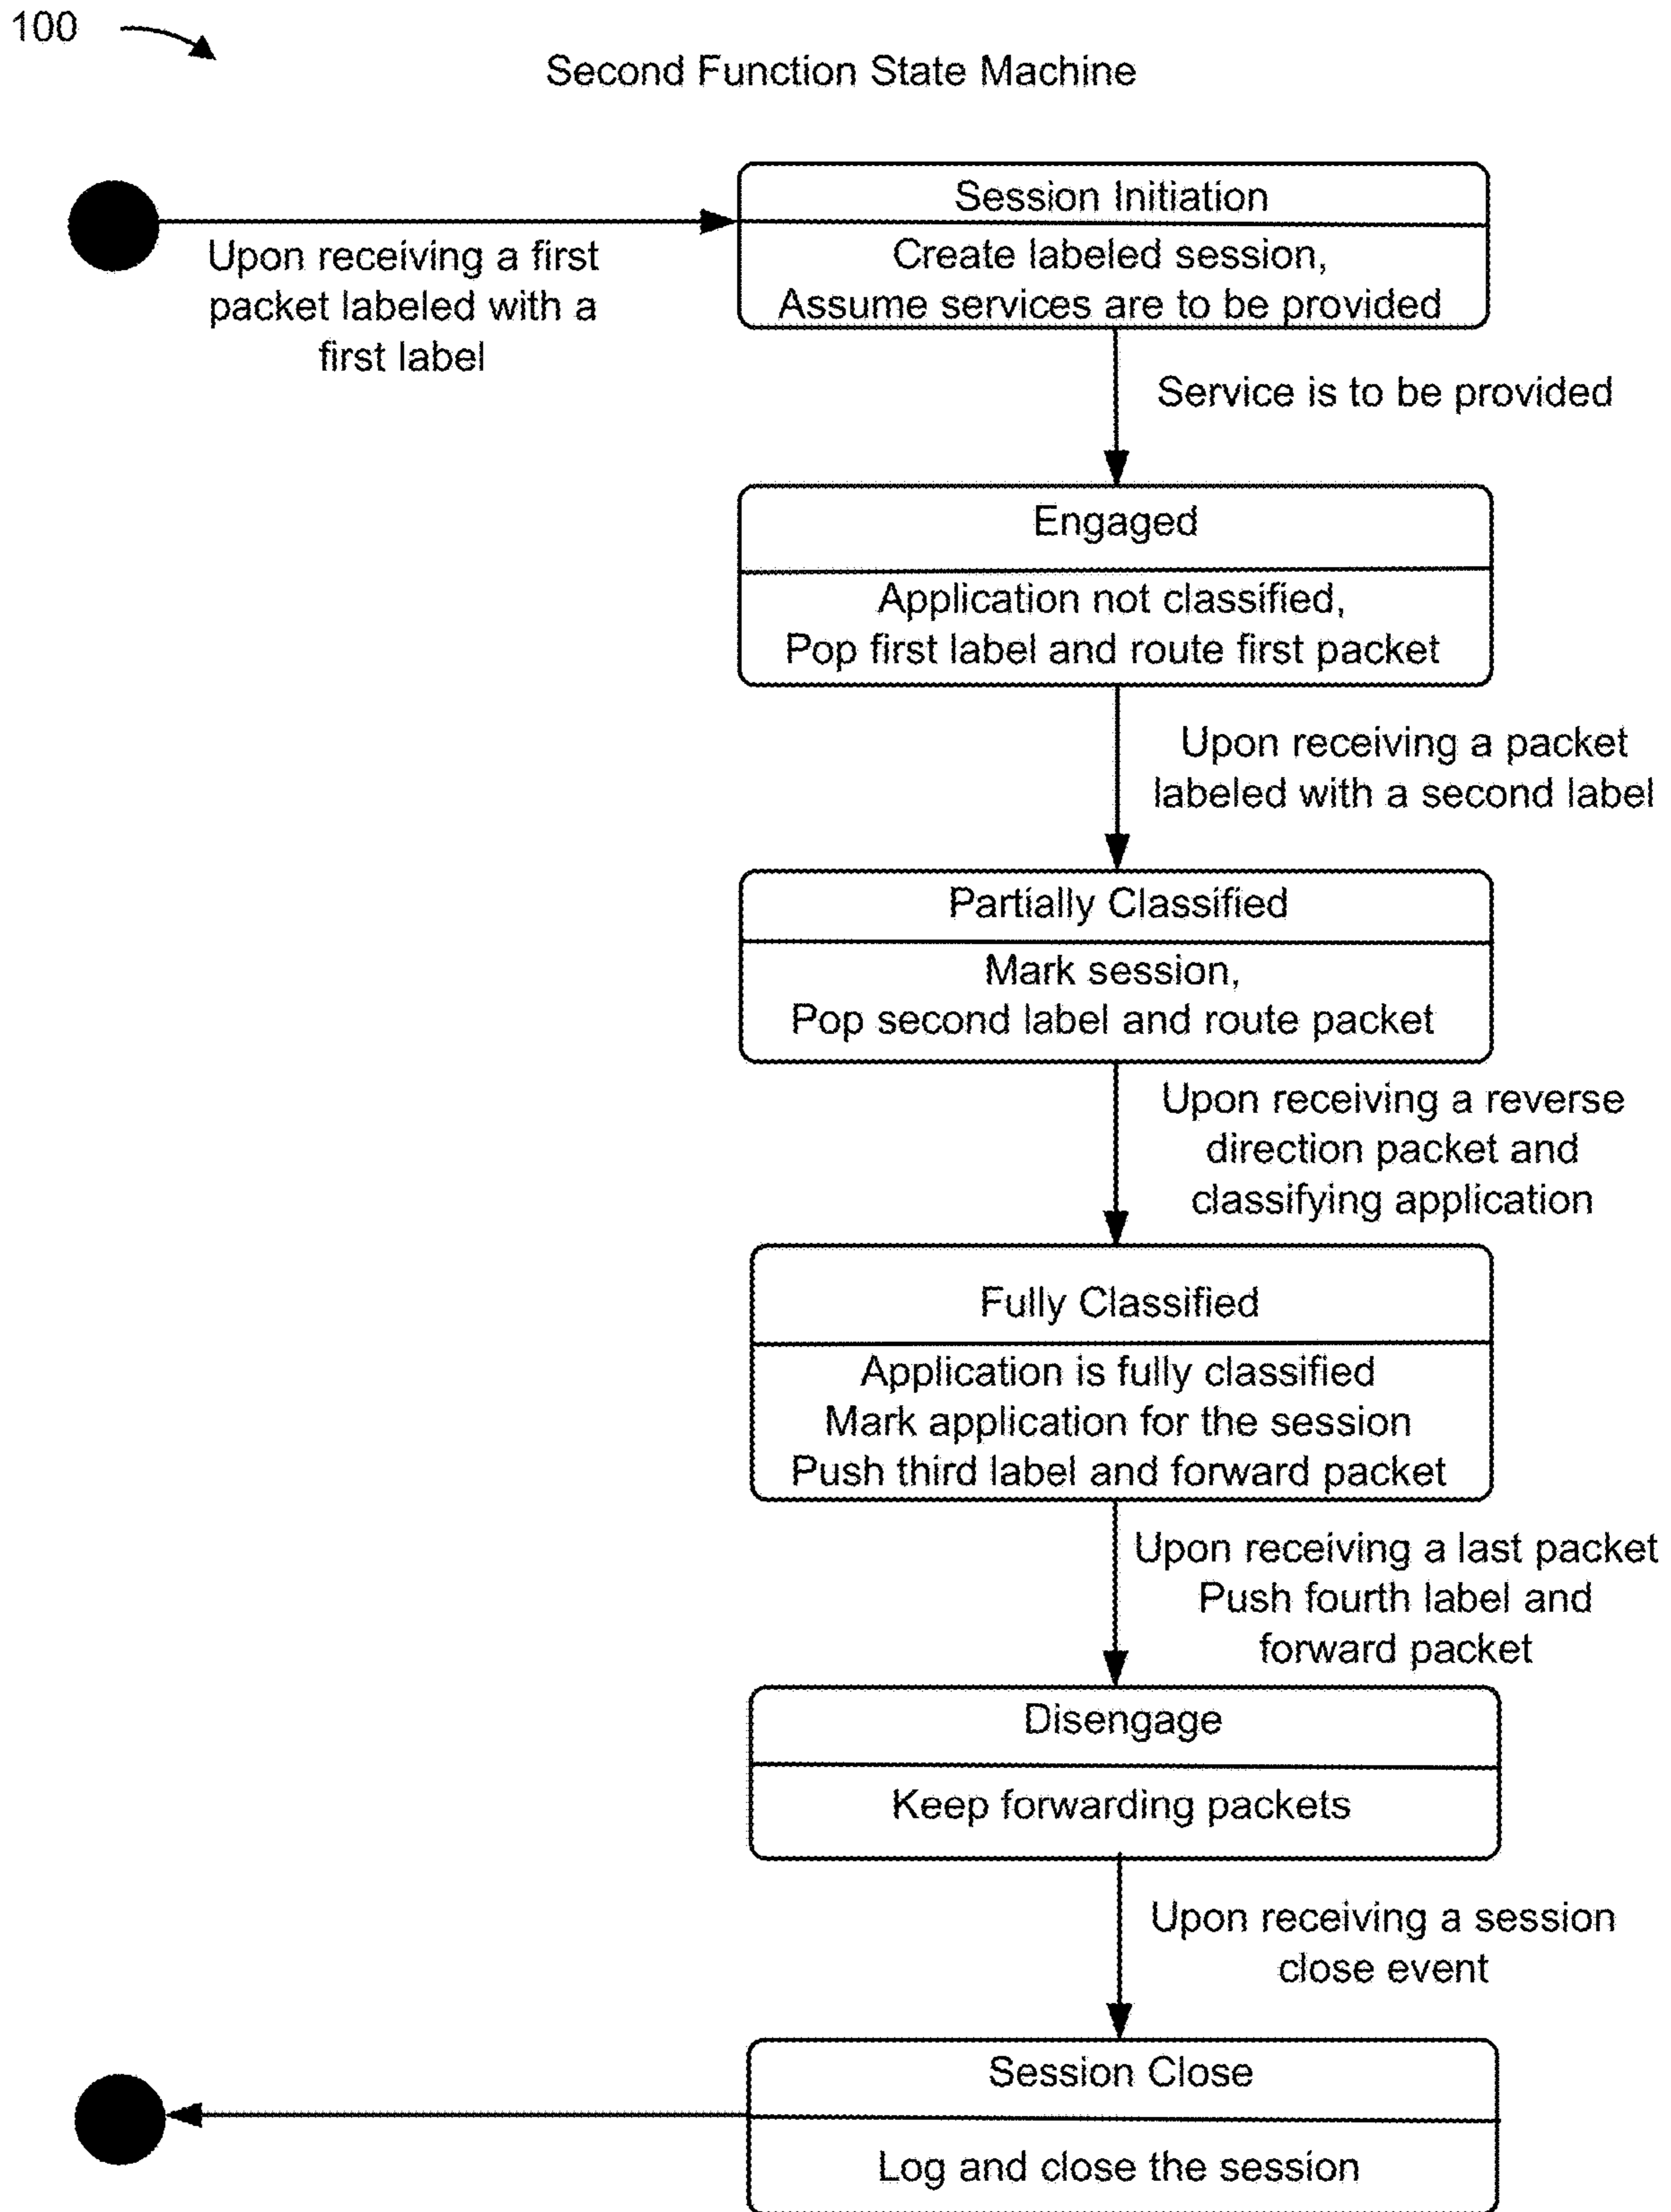 100
Second Function State Machine
Session Initiation
Create labeled session,
Assume services are to be provided
Upon receiving a first
packet labeled with a
first label
Service is to be provided
Engaged
Application not classified,
Pop first label and route first packet
Upon receiving a packet
labeled with a second label
Partially Classified
Mark session,
Pop second label and route packet
Upon receiving a reverse
direction packet and
classifying application
Fully Classified
Application is fully classified
Mark application for the session
Push third label and forward packet
Upon receiving a last packet
Push fourth label and
forward packet
Disengage
Keep forwarding packets
Upon receiving a session
close event
Session Close
Log and close the session